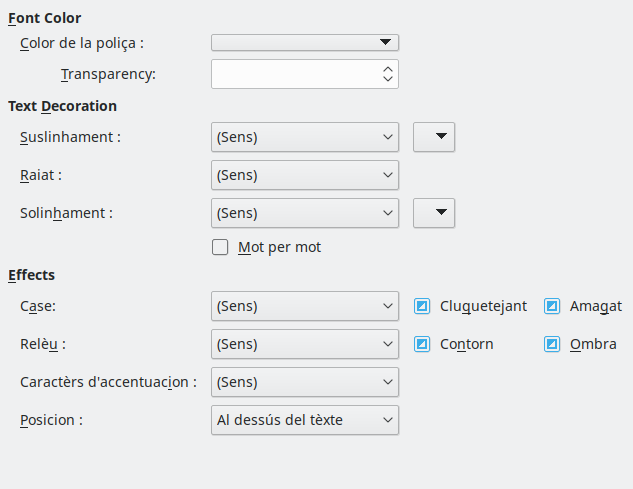 Font Color
Color de la poliça :
Transparency:
Text Decoration
Suslinhament :
(Sens)
Raiat :
(Sens)
Solinhament :
(Sens)
Mot per mot
Effects
Case:
(Sens)
Cluguetejant
Amagat
Relèu :
(Sens)
Contorn
Ombra
Caractèrs d'accentuacion :
(Sens)
Posicion :
Al dessús del tèxte